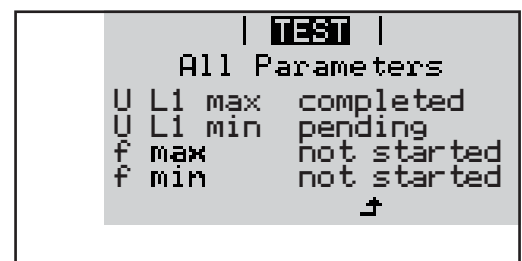 | TEST |
All Parameters
U L1 max completed
U L1 min pending
f max not started
f min not started